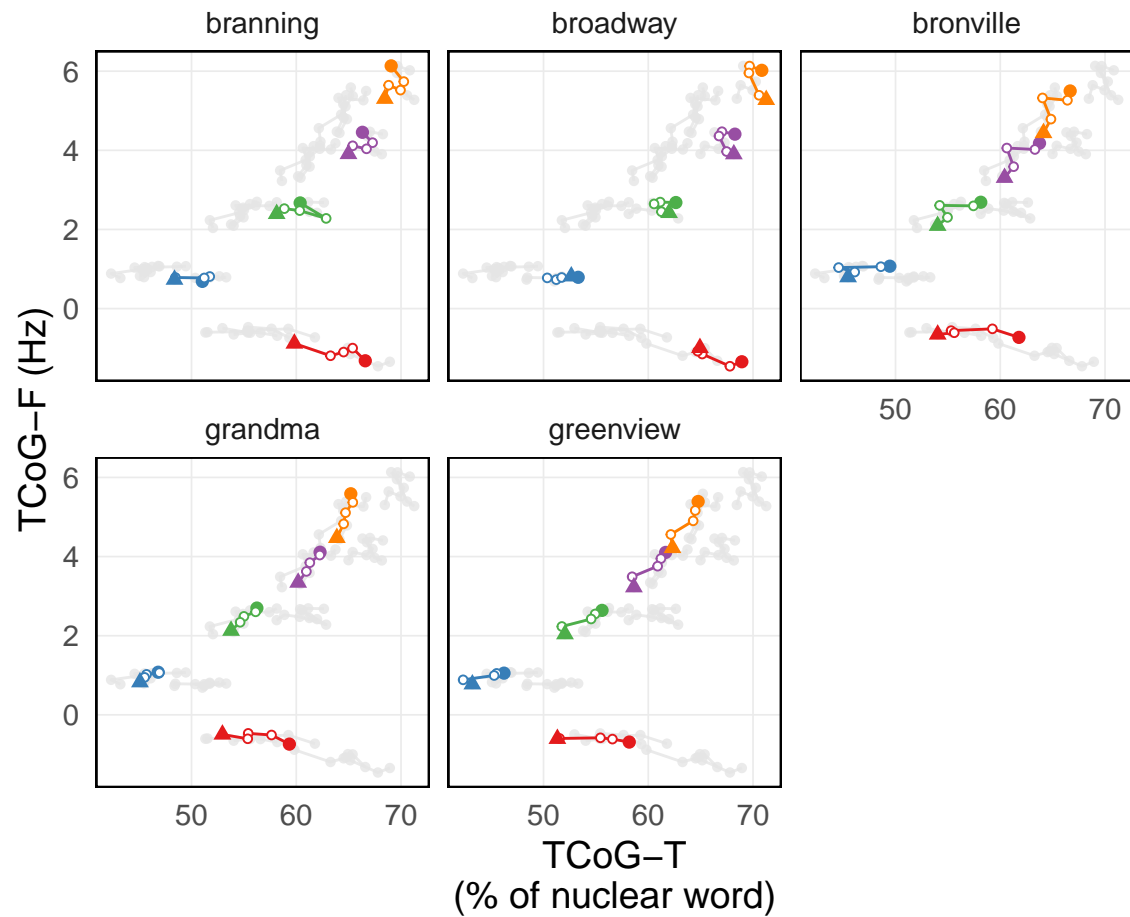 branning
broadway
bronville
6
4
2
0
50 60 70
grandma
greenview
6
4
2
0
50 60 70
50 60 70
TCoG−F (Hz)
TCoG−T
(% of nuclear word)